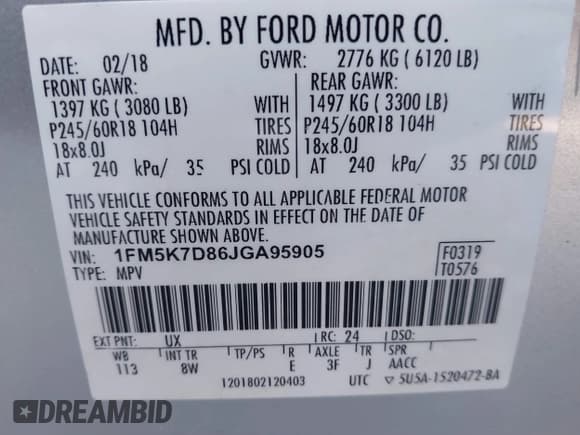 MFD. BY FORD MOTOR CO.
DATE: 02/18 GVWR: 2776 KG ( 6120 LB)
FRONT GAWR: REAR GAWR:
1397 KG ( 3080 LB) WITH 1497 KG ( 3300 LB) WITH
P245/60R18 104H TIRES P245/60R18 104H TIRES
18x8.0J RIMS 18x8.0J RIMS
AT 240 kPa/ 35 PSI COLD AT 240 kPa/ 35 PSI COLD
THIS VEHICLE CONFORMS TO ALL APPLICABLE FEDERAL MOTOR
VEHICLE SAFETY STANDARDS IN EFFECT ON THE DATE OF
MANUFACTURE SHOWN ABOVE.
VIN: 1FM5K7D86JGA95905 F0319
TYPE: MPV T0576
EXT PNT: UX RC: 24 DSO:
WB INT TR TP/PS R AXLE TR SPR
113 8W E 3F J AACC
1201802120403 UTC ▽ 5U5A-1520472-BA
DREAMBID